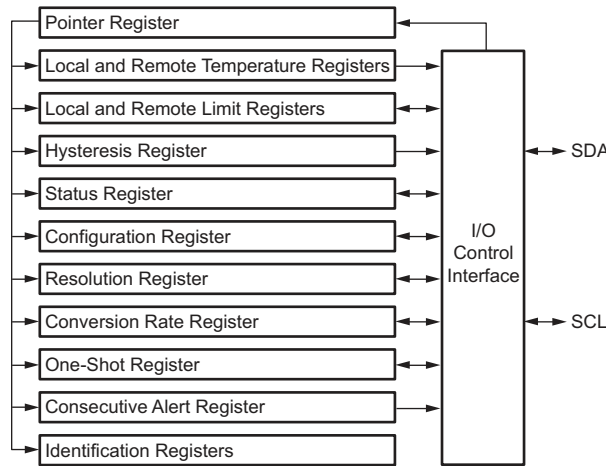 Pointer Register
Local and Remote Temperature Registers
Local and Remote Limit Registers
Hysteresis Register
SDA
Status Register
Configuration Register
I/O
Control
Interface
Resolution Register
Conversion Rate Register
SCL
One-Shot Register
Consecutive Alert Register
Identification Registers